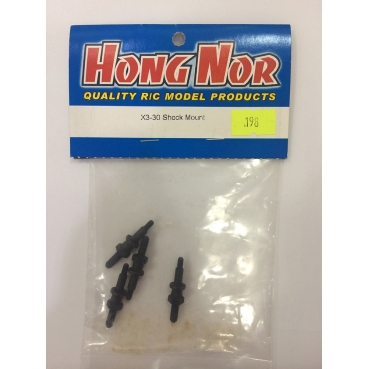 HONG NOR
QUALITY R/C MODEL PRODUCTS
X3-30 Shock Mount
.198